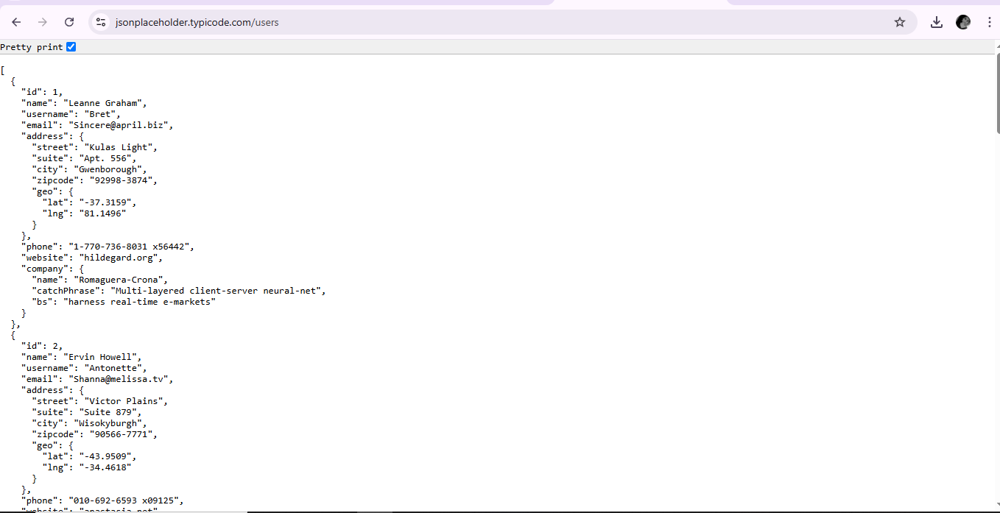 jsonplaceholder.typicode.com/users
Pretty print
[
  {
    "id": 1,
    "name": "Leanne Graham",
    "username": "Bret",
    "email": "Sincere@april.biz",
    "address": {
      "street": "Kulas Light",
      "suite": "Apt. 556",
      "city": "Gwenborough",
      "zipcode": "92998-3874",
      "geo": {
        "lat": "-37.3159",
        "lng": "81.1496"
      }
    },
    "phone": "1-770-736-8031 x56442",
    "website": "hildegard.org",
    "company": {
      "name": "Romaguera-Crona",
      "catchPhrase": "Multi-layered client-server neural-net",
      "bs": "harness real-time e-markets"
    }
  },
  {
    "id": 2,
    "name": "Ervin Howell",
    "username": "Antonette",
    "email": "Shanna@melissa.tv",
    "address": {
      "street": "Victor Plains",
      "suite": "Suite 879",
      "city": "Wisokyburgh",
      "zipcode": "90566-7771",
      "geo": {
        "lat": "-43.9509",
        "lng": "-34.4618"
      }
    },
    "phone": "010-692-6593 x09125",
    "website": "anastasia.net"